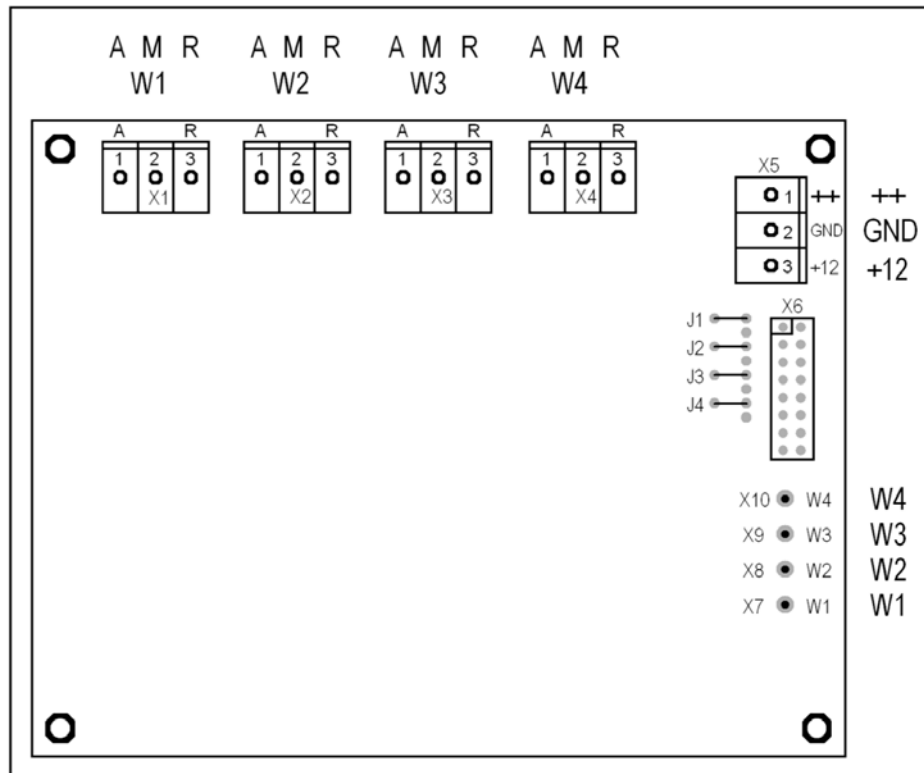 A M R A M R A M R A M R
W1 W2 W3 W4
A R A R A R A R
1 2 3 1 2 3 1 2 3 1 2 3
X1 X2 X3 X4
X5
1 ++ ++
2 GND GND
3 +12 +12
X6
J1
J2
J3
J4
X10 W4 W4
X9 W3 W3
X8 W2 W2
X7 W1 W1